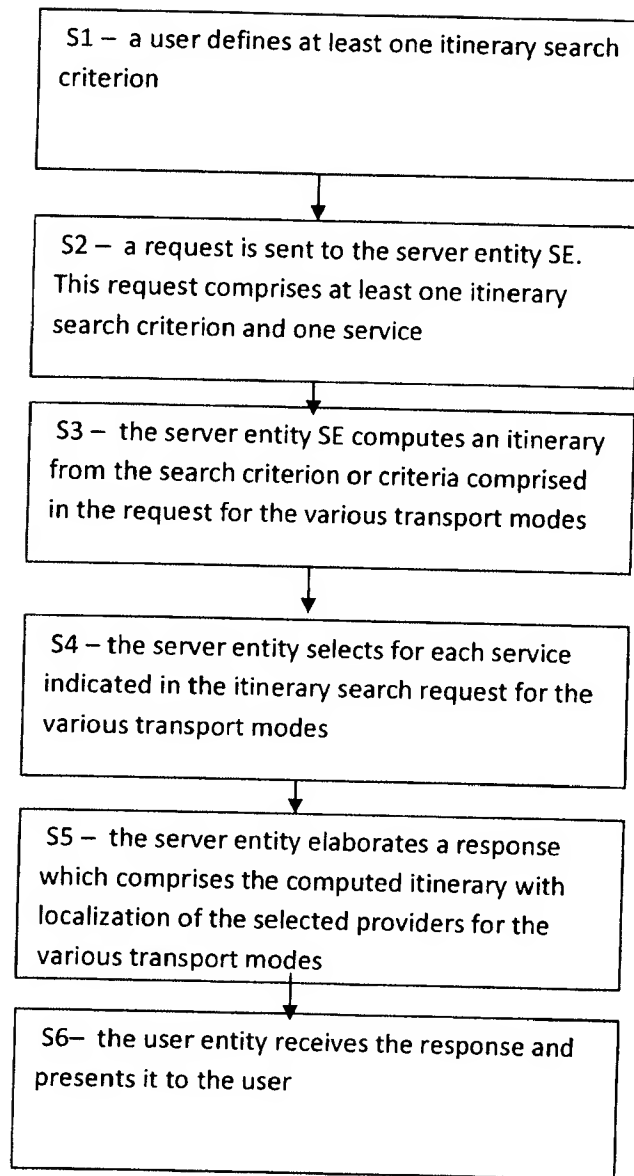 S1 – a user defines at least one itinerary search
criterion
S2 – a request is sent to the server entity SE.
This request comprises at least one itinerary
search criterion and one service
S3 – the server entity SE computes an itinerary
from the search criterion or criteria comprised
in the request for the various transport modes
S4 – the server entity selects for each service
indicated in the itinerary search request for the
various transport modes
S5 – the server entity elaborates a response
which comprises the computed itinerary with
localization of the selected providers for the
various transport modes
S6– the user entity receives the response and
presents it to the user